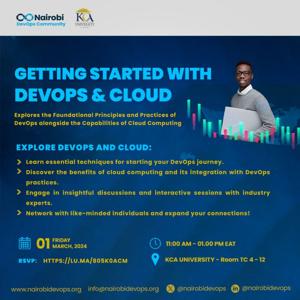 Nairobi
DevOps Community
KCA
UNIVERSITY
GETTING STARTED WITH
DEVOPS & CLOUD
Explores the Foundational Principles and Practices of
DevOps alongside the Capabilities of Cloud Computing
EXPLORE DEVOPS AND CLOUD:
Learn essential techniques for starting your DevOps journey.
Discover the benefits of cloud computing and its integration with DevOps
practices.
Engage in insightful discussions and interactive sessions with industry
experts.
Network with like-minded individuals and expand your connections!
01 FRIDAY
MARCH, 2024
11:00 AM - 01:00 PM EAT
RSVP: HTTPS://LU.MA/805K0ACM
KCA UNIVERSITY - Room TC 4 - 12
www.nairobidevops.org
info@nairobidevops.org
@nairobidevops